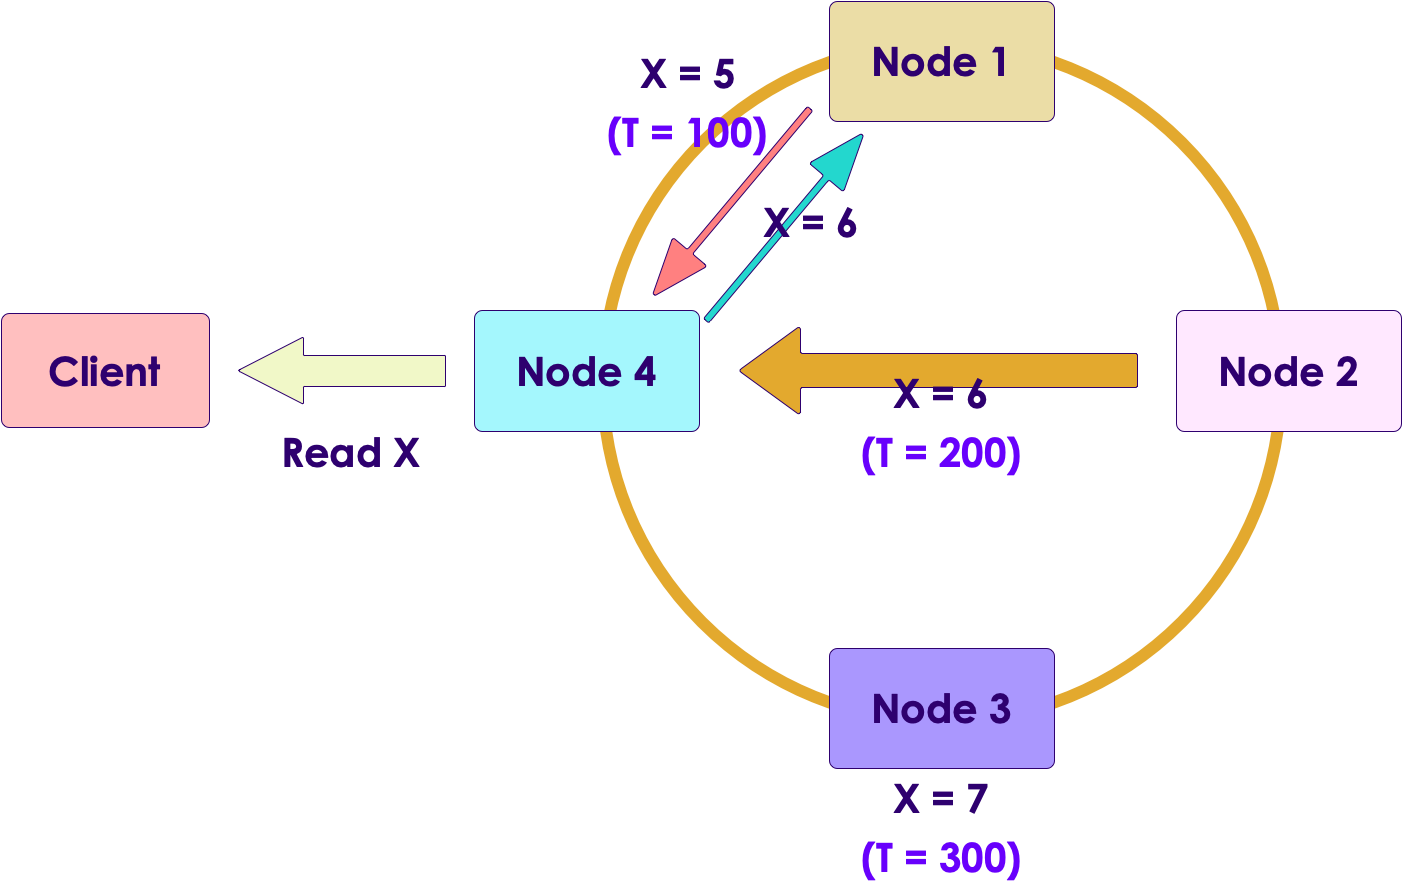 Node 1
X = 5
(T = 100)
X = 6
Client
Node 4
Node 2
X = 6
Read X
(T = 200)
Node 3
X = 7
(T = 300)